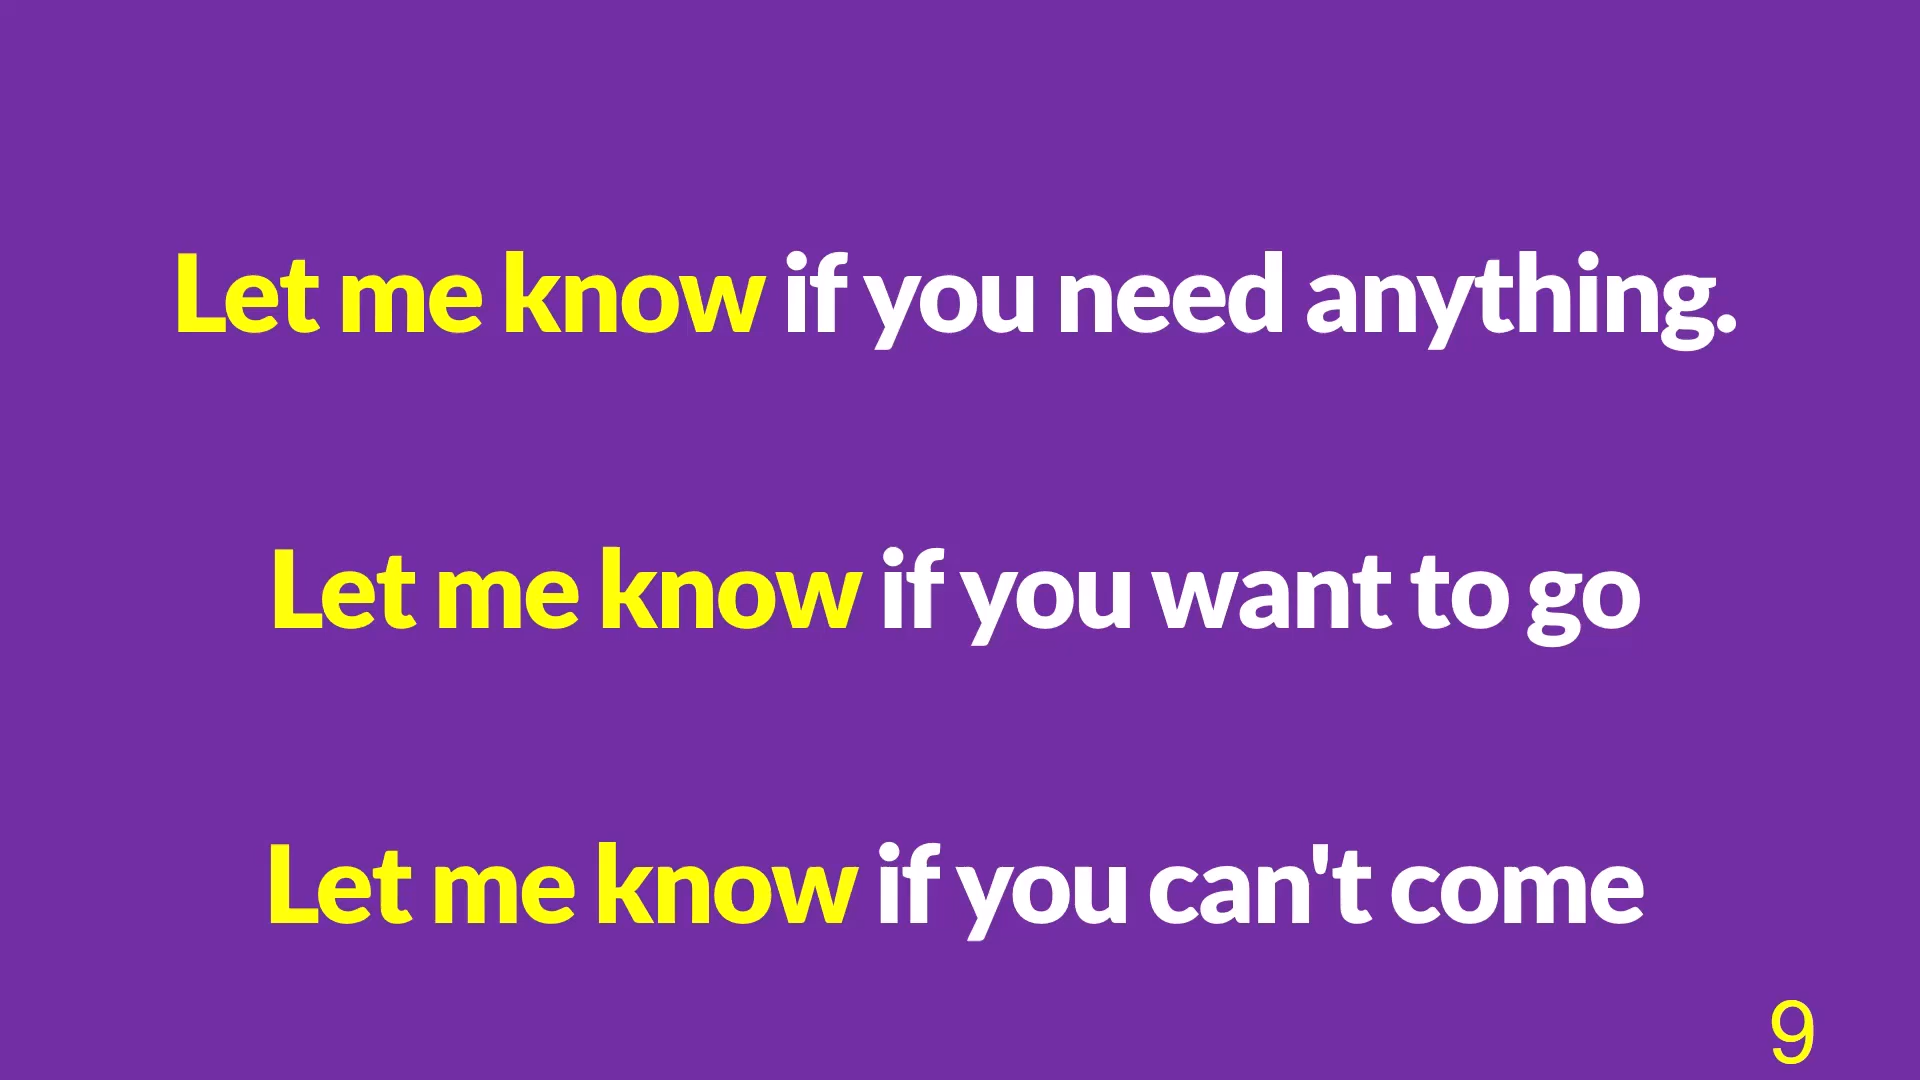 Let me know if you need anything.
Let me know if you want to go
Let me know if you can't come
9